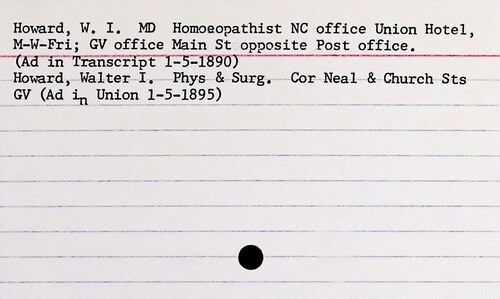 Howard, W. I.  MD  Homoeopathist NC office Union Hotel,
M-W-Fri; GV office Main St opposite Post office.
(Ad in Transcript 1-5-1890)
Howard, Walter I.  Phys & Surg.  Cor Neal & Church Sts
GV (Ad in Union 1-5-1895)